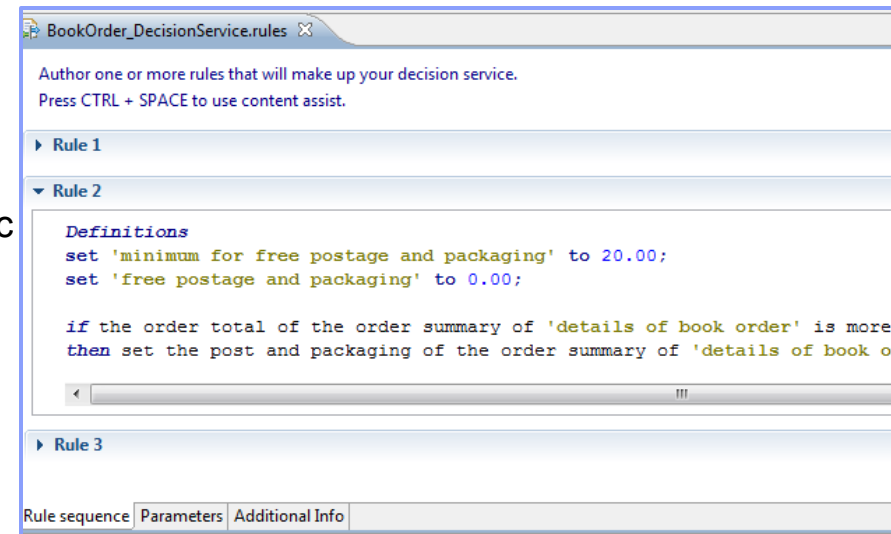 BookOrder_DecisionService.rules
Author one or more rules that will make up your decision service.
Press CTRL + SPACE to use content assist.
Rule 1
Rule 2
c
Definitions
set 'minimum for free postage and packaging' to 20.00;
set 'free postage and packaging' to 0.00;
if the order total of the order summary of 'details of book order' is more
then set the post and packaging of the order summary of 'details of book o
Rule 3
Rule sequence Parameters Additional Info